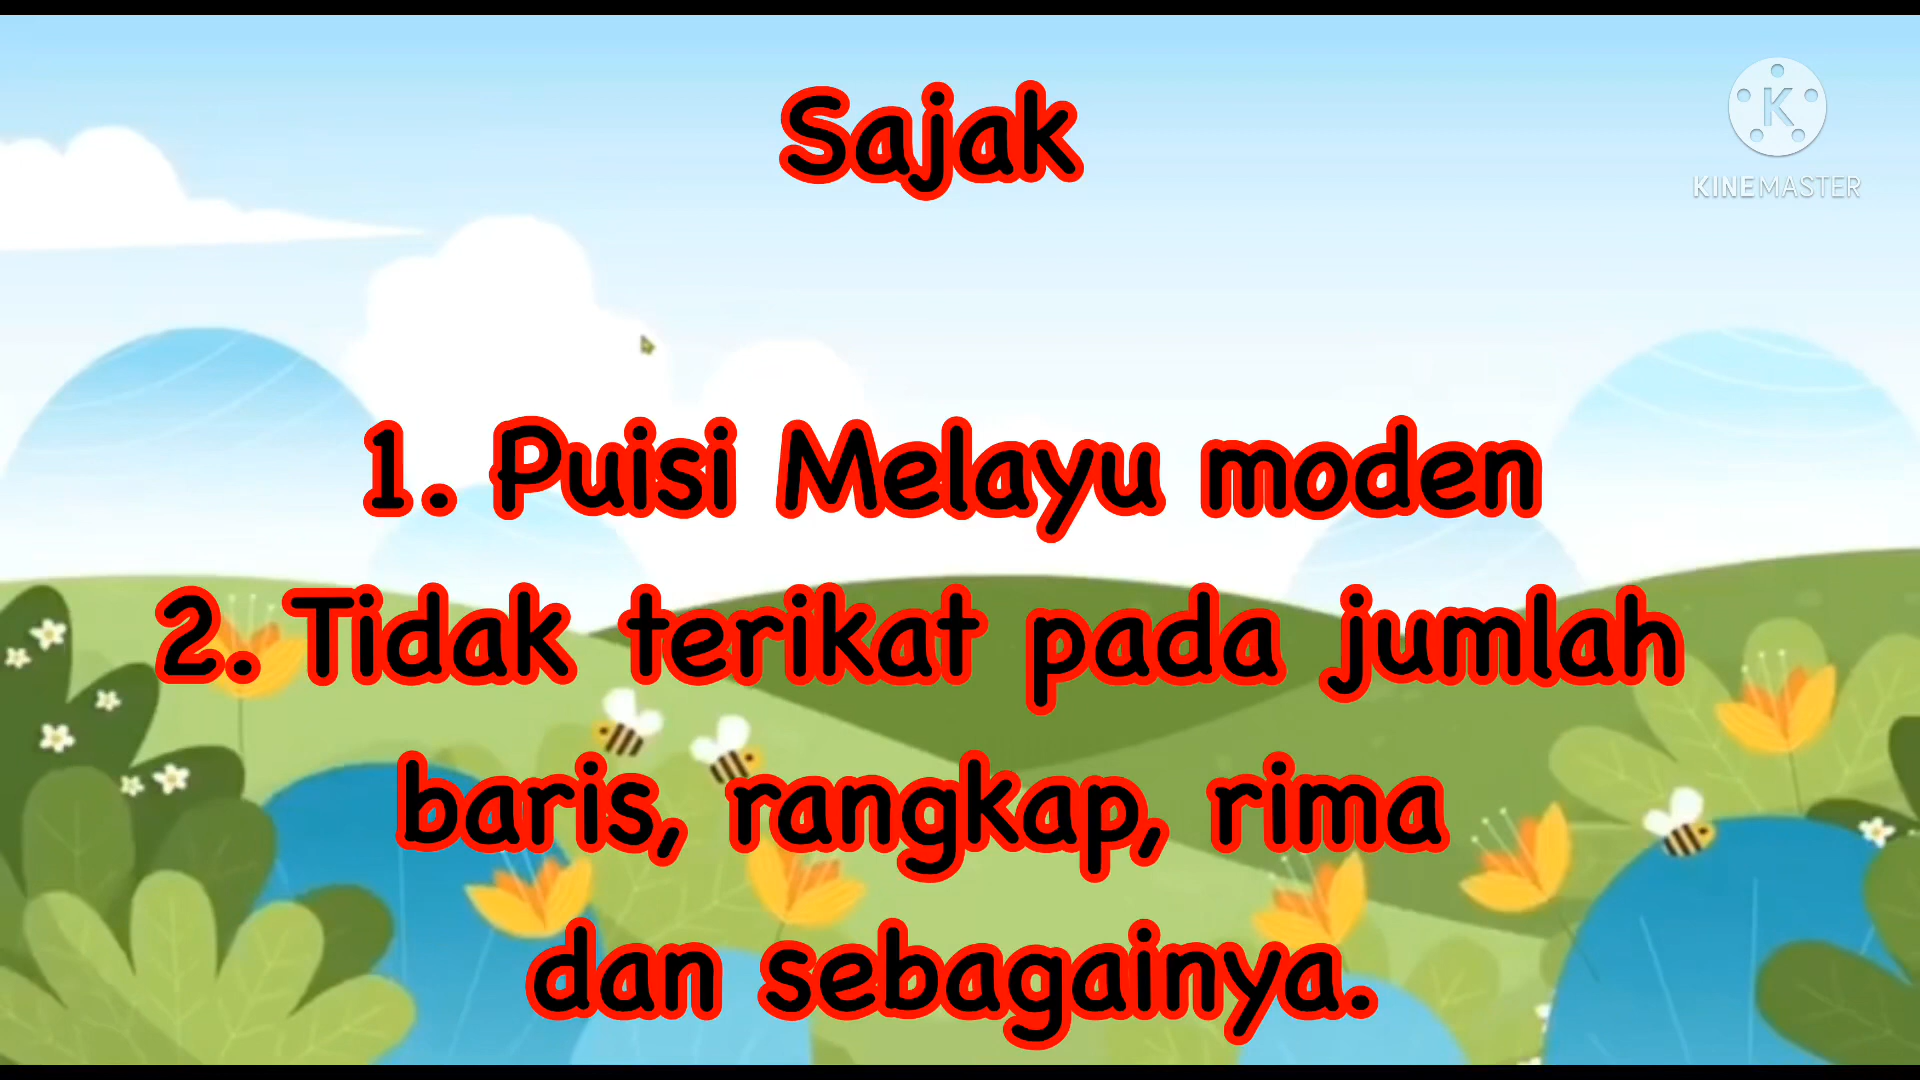 Sajak
K
KINEMASTER
1. Puisi Melayu moden
2. Tidak terikat pada jumlah
baris, rangkap, rima
dan sebagainya.